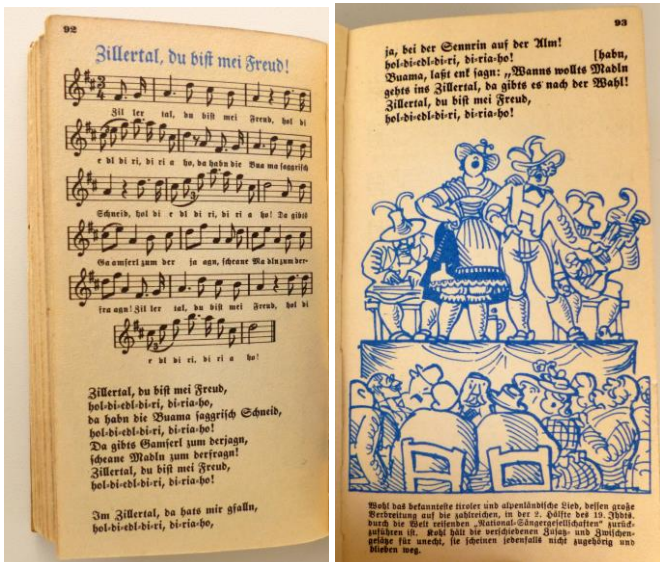 92
Zillertal, du bist mei Freud!
Zil ler tal, du bist mei Freud, hol di
e dl di ri, di ri a ho, da habn die Bua ma saggrisch
Schneid, hol di e dl di ri, di ri a ho! Da gibts
Ga amserl zum der ja agn, scheane Ma dln zum der-
fra agn! Zil ler tal, du bist mei Freud, hol di
e dl di ri, di ri a ho!
Zillertal, du bist mei Freud,
hol-di-edl-di-ri, di-ria-ho,
da habn die Buama saggrisch Schneid,
hol-di-edl-di-ri, di-ria-ho!
Da gibts Gamserl zum derjagn,
scheane Madln zum derfragn!
Zillertal, du bist mei Freud,
hol-di-edl-di-ri, di-ria-ho!
Im Zillertal, da hats mir gfalln,
hol-di-edl-di-ri, di-ria-ho,
93
ja, bei der Sennrin auf der Alm!
hol-di-edl-di-ri, di-ria-ho! [habn,
Buama, laßt enk sagn: „Wanns wollts Madln
gehts ins Zillertal, da gibts es nach der Wahl!
Zillertal, du bist mei Freud,
hol-di-edl-di-ri, di-ria-ho!
Wohl das bekannteste tiroler und alpenländische Lied, dessen große
Verbreitung auf die zahlreichen, in der 2. Hälfte des 19. Jhdts.
durch die Welt reisenden „National-Sängergesellschaften“ zurück-
zuführen ist. Kohl hält die verschiedenen Zusatz- und Zwischen-
gesätze für unecht, sie scheinen jedenfalls nicht zugehörig und
blieben weg.